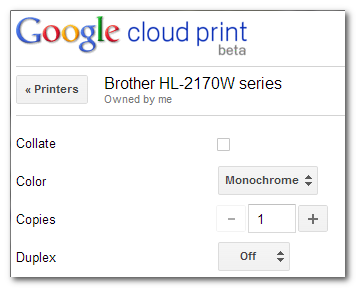 Google cloud print
beta
« Printers
Brother HL-2170W series
Owned by me
Collate
Color Monochrome
Copies - 1 +
Duplex Off